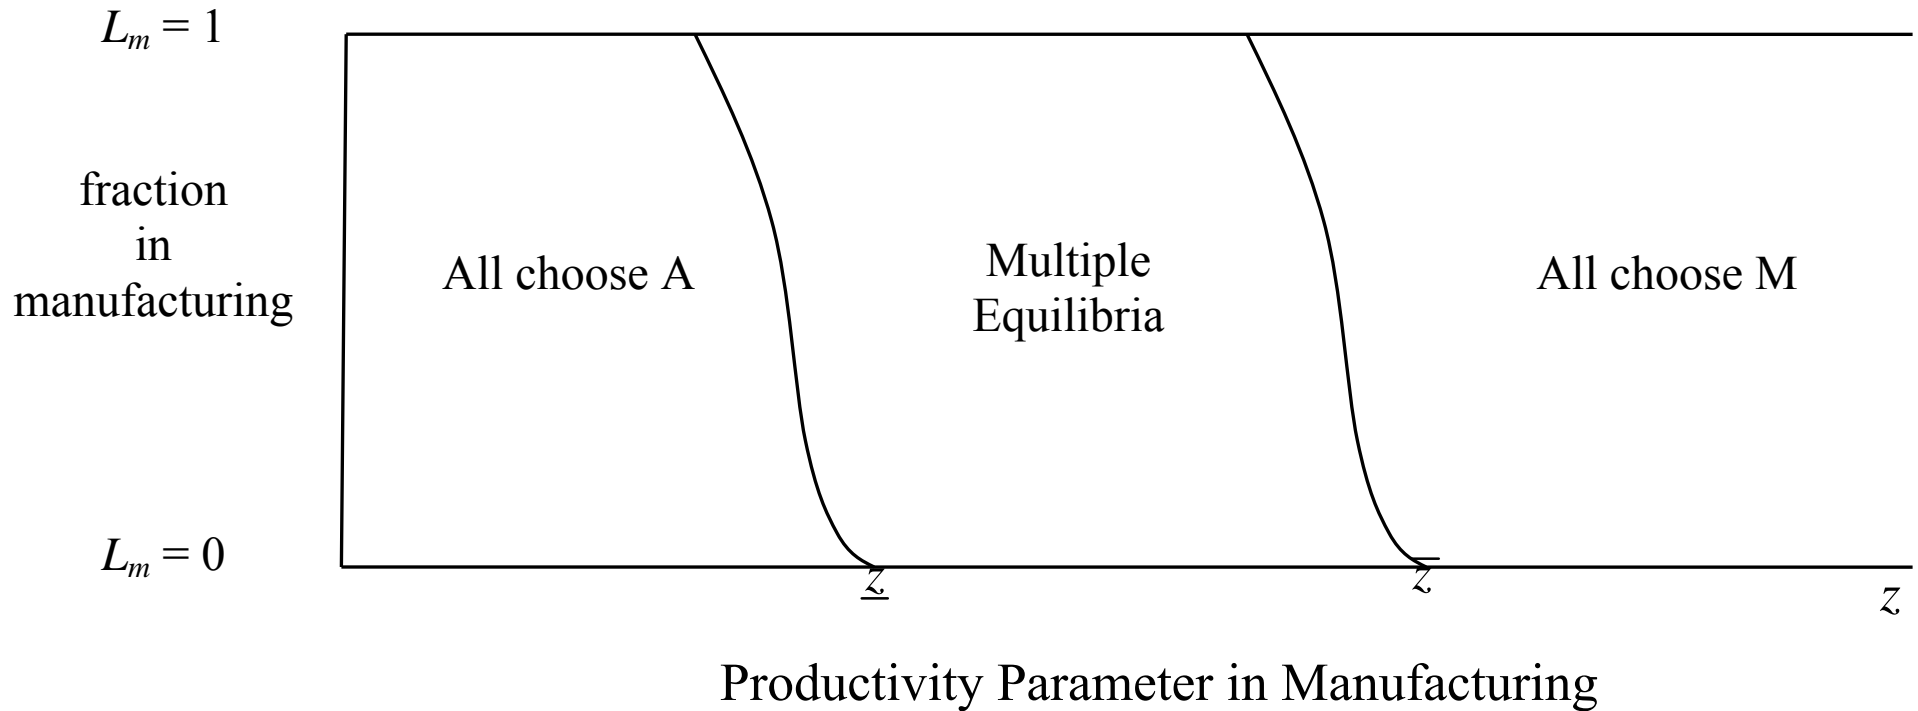 Lm = 1
fraction
in
manufacturing
All choose A
Multiple
Equilibria
All choose M
Lm = 0
z̲
z̅
z
Productivity Parameter in Manufacturing